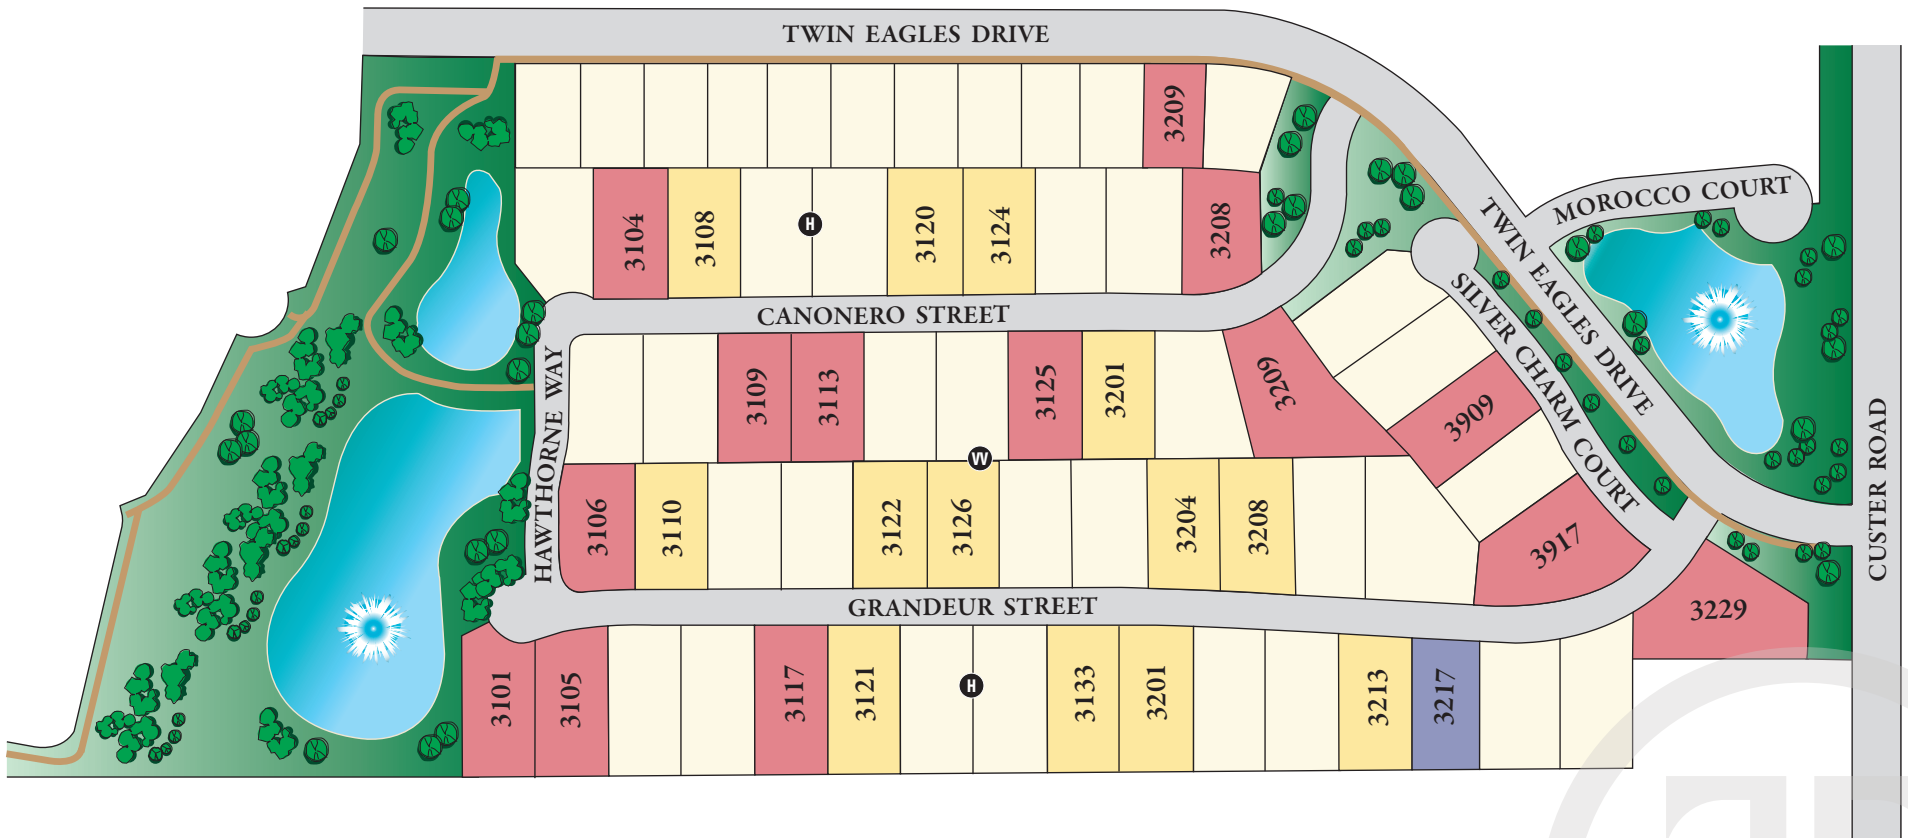 TWIN EAGLES DRIVE
3209
MOROCCO COURT
3104
3108
H
3120
3124
3208
TWIN EAGLES DRIVE
SILVER CHARM COURT
CANONERO STREET
HAWTHORNE WAY
3109
3113
3125
3201
3209
3909
CUSTER ROAD
W
3106
3110
3122
3126
3204
3208
3917
GRANDEUR STREET
3229
3101
3105
3117
3121
H
3133
3201
3213
3217